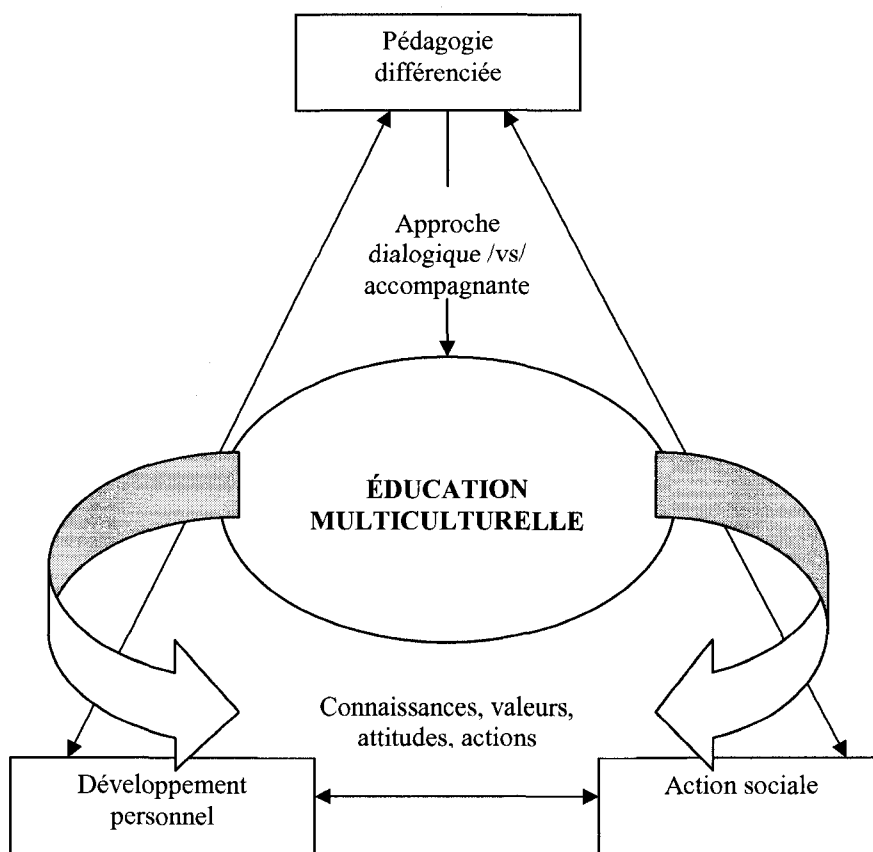 Pédagogie
différenciée
Approche
dialogique /vs/
accompagnante
ÉDUCATION
MULTICULTURELLE
Connaissances, valeurs,
attitudes, actions
Développement
personnel
Action sociale